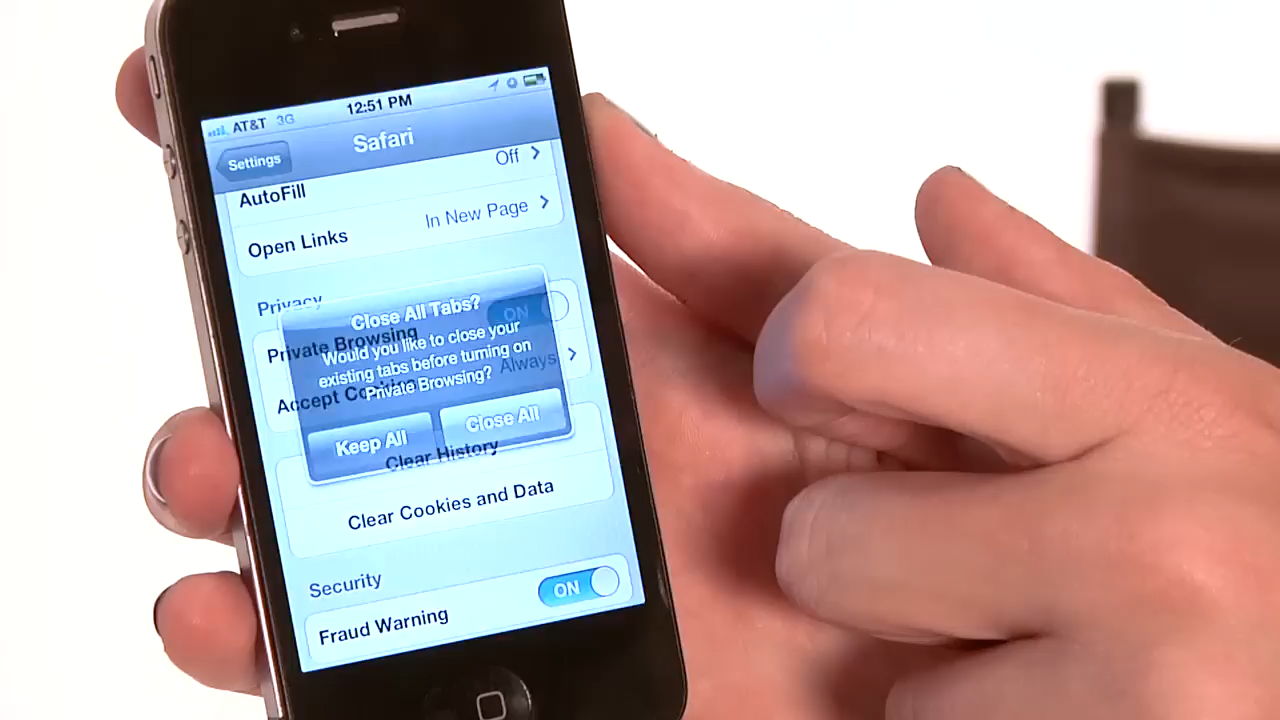 AT&T 3G 12:51 PM
Settings Safari
AutoFill Off
Open Links In New Page
Privacy
Private Browsing ON
Accept Cookies Always
Close All Tabs?
Would you like to close your
existing tabs before turning on
Private Browsing?
Keep All Close All
Clear History
Clear Cookies and Data
Security
Fraud Warning ON